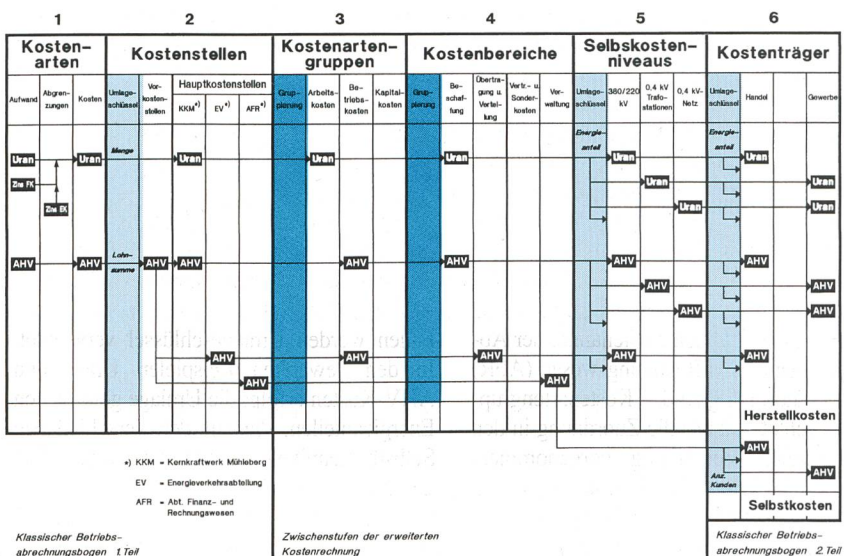 1 2 3 4 5 6
Kosten-
arten
Kostenstellen
Kostenarten-
gruppen
Kostenbereiche
Selbskosten-
niveaus
Kostenträger
Aufwand
Abgren-
zungen
Kosten
Umlage-
schlüssel
Vor-
kosten-
stellen
Hauptkostenstellen
KKM*)
EV*)
AFR*)
Grup-
pierung
Arbeits-
kosten
Be-
triebs-
kosten
Kapital-
kosten
Grup-
pierung
Be-
schaf-
fung
Übertra-
gung u.
Vertei-
lung
Vertr.- u.
Sonder-
kosten
Ver-
waltung
Umlage-
schlüssel
380/220
kV
0,4 kV
Trafo-
stationen
0,4 kV-
Netz
Umlage-
schlüssel
Handel
Gewerbe
Menge
Energie-
anteil
Energie-
anteil
Uran Uran Uran Uran Uran Uran Uran
Zins FK
Uran Uran
Zins EK
Uran Uran
Lohn-
summe
AHV AHV AHV AHV AHV AHV AHV AHV
AHV AHV
AHV AHV
AHV AHV AHV AHV AHV
AHV AHV
Herstellkosten
AHV
Anz.
Kunden
AHV
Selbstkosten
*) KKM = Kernkraftwerk Mühleberg
EV = Energieverkehrsabteilung
AFR = Abt. Finanz- und
Rechnungswesen
Klassischer Betriebs-
abrechnungsbogen 1.Teil
Zwischenstufen der erweiterten
Kostenrechnung
Klassischer Betriebs-
abrechnungsbogen 2.Teil